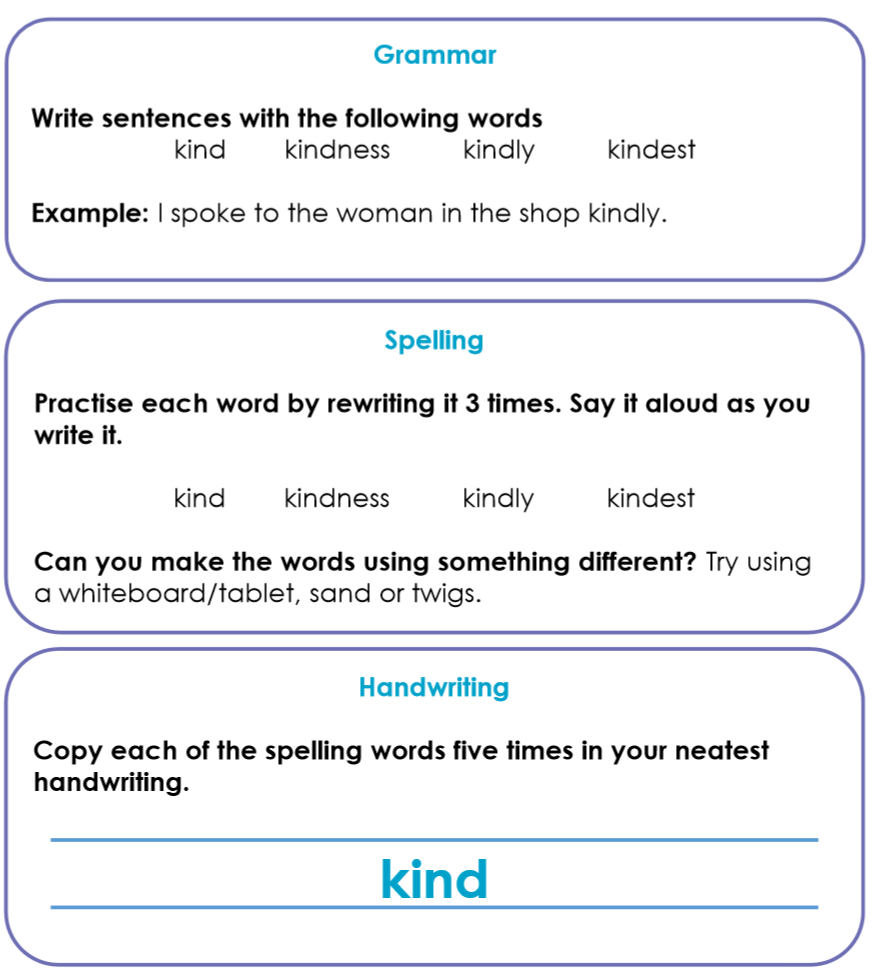 Grammar
Write sentences with the following words
kind kindness kindly kindest
Example: I spoke to the woman in the shop kindly.
Spelling
Practise each word by rewriting it 3 times. Say it aloud as you
write it.
kind kindness kindly kindest
Can you make the words using something different? Try using
a whiteboard/tablet, sand or twigs.
Handwriting
Copy each of the spelling words five times in your neatest
handwriting.
kind